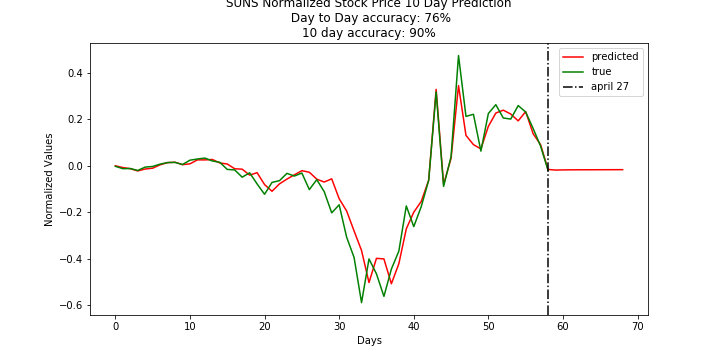 SUNS Normalized Stock Price 10 Day Prediction
Day to Day accuracy: 76%
10 day accuracy: 90%
predicted
true
april 27
Normalized Values
0.4
0.2
0.0
−0.2
−0.4
−0.6
0 10 20 30 40 50 60 70
Days